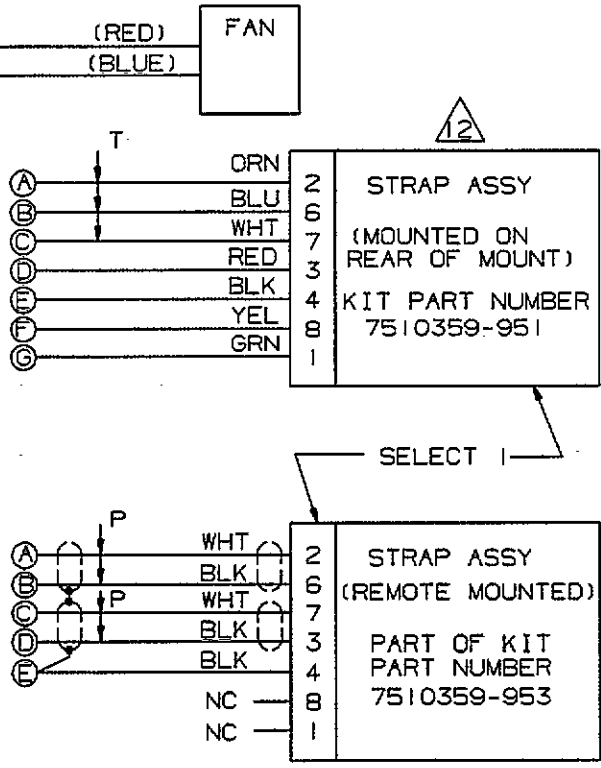 (RED) FAN
(BLUE)
12
T
A ORN 2 STRAP ASSY
B BLU 6
C WHT 7 (MOUNTED ON
D RED 3 REAR OF MOUNT)
E BLK 4 KIT PART NUMBER
F YEL 8 7510359-951
G GRN 1
SELECT 1
P
A WHT 2 STRAP ASSY
B BLK 6 (REMOTE MOUNTED)
P
C WHT 7
D BLK 3 PART OF KIT
E BLK 4 PART NUMBER
NC 8 7510359-953
NC 1